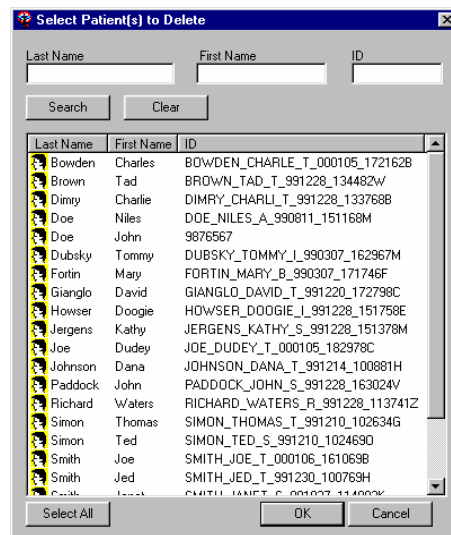 Select Patient(s) to Delete
Last Name First Name ID
Search Clear
Last Name First Name ID
Bowden Charles BOWDEN_CHARLE_T_000105_172162B
Brown Tad BROWN_TAD_T_991228_134482W
Dimry Charlie DIMRY_CHARLI_T_991228_133768B
Doe Niles DOE_NILES_A_990811_151168M
Doe John 9876567
Dubsky Tommy DUBSKY_TOMMY_I_990307_162967M
Fortin Mary FORTIN_MARY_B_990307_171746F
Gianglo David GIANGLO_DAVID_T_991220_172798C
Howser Doogie HOWSER_DOOGIE_I_991228_151758E
Jergens Kathy JERGENS_KATHY_S_991228_151378M
Joe Dudey JOE_DUDEY_T_000105_182978C
Johnson Dana JOHNSON_DANA_T_991214_100881H
Paddock John PADDOCK_JOHN_S_991228_163024V
Richard Waters RICHARD_WATERS_R_991228_113741Z
Simon Thomas SIMON_THOMAS_T_991210_102634G
Simon Ted SIMON_TED_S_991210_102469O
Smith Joe SMITH_JOE_T_000106_161069B
Smith Jed SMITH_JED_T_991230_100769H
Select All OK Cancel